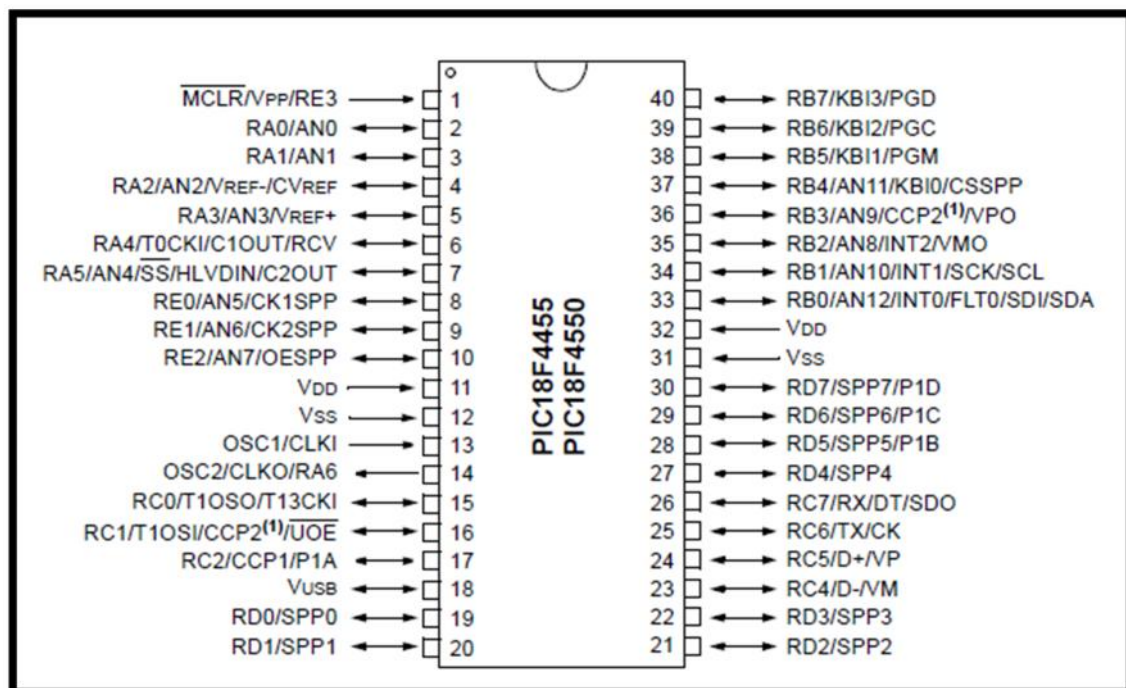 MCLR/VPP/RE3 1
RA0/AN0 2
RA1/AN1 3
RA2/AN2/VREF-/CVREF 4
RA3/AN3/VREF+ 5
RA4/T0CKI/C1OUT/RCV 6
RA5/AN4/SS/HLVDIN/C2OUT 7
RE0/AN5/CK1SPP 8
RE1/AN6/CK2SPP 9
RE2/AN7/OESPP 10
VDD 11
VSS 12
OSC1/CLKI 13
OSC2/CLKO/RA6 14
RC0/T1OSO/T13CKI 15
RC1/T1OSI/CCP2(1)/UOE 16
RC2/CCP1/P1A 17
VUSB 18
RD0/SPP0 19
RD1/SPP1 20
PIC18F4455
PIC18F4550
40 RB7/KBI3/PGD
39 RB6/KBI2/PGC
38 RB5/KBI1/PGM
37 RB4/AN11/KBI0/CSSPP
36 RB3/AN9/CCP2(1)/VPO
35 RB2/AN8/INT2/VMO
34 RB1/AN10/INT1/SCK/SCL
33 RB0/AN12/INT0/FLT0/SDI/SDA
32 VDD
31 VSS
30 RD7/SPP7/P1D
29 RD6/SPP6/P1C
28 RD5/SPP5/P1B
27 RD4/SPP4
26 RC7/RX/DT/SDO
25 RC6/TX/CK
24 RC5/D+/VP
23 RC4/D-/VM
22 RD3/SPP3
21 RD2/SPP2